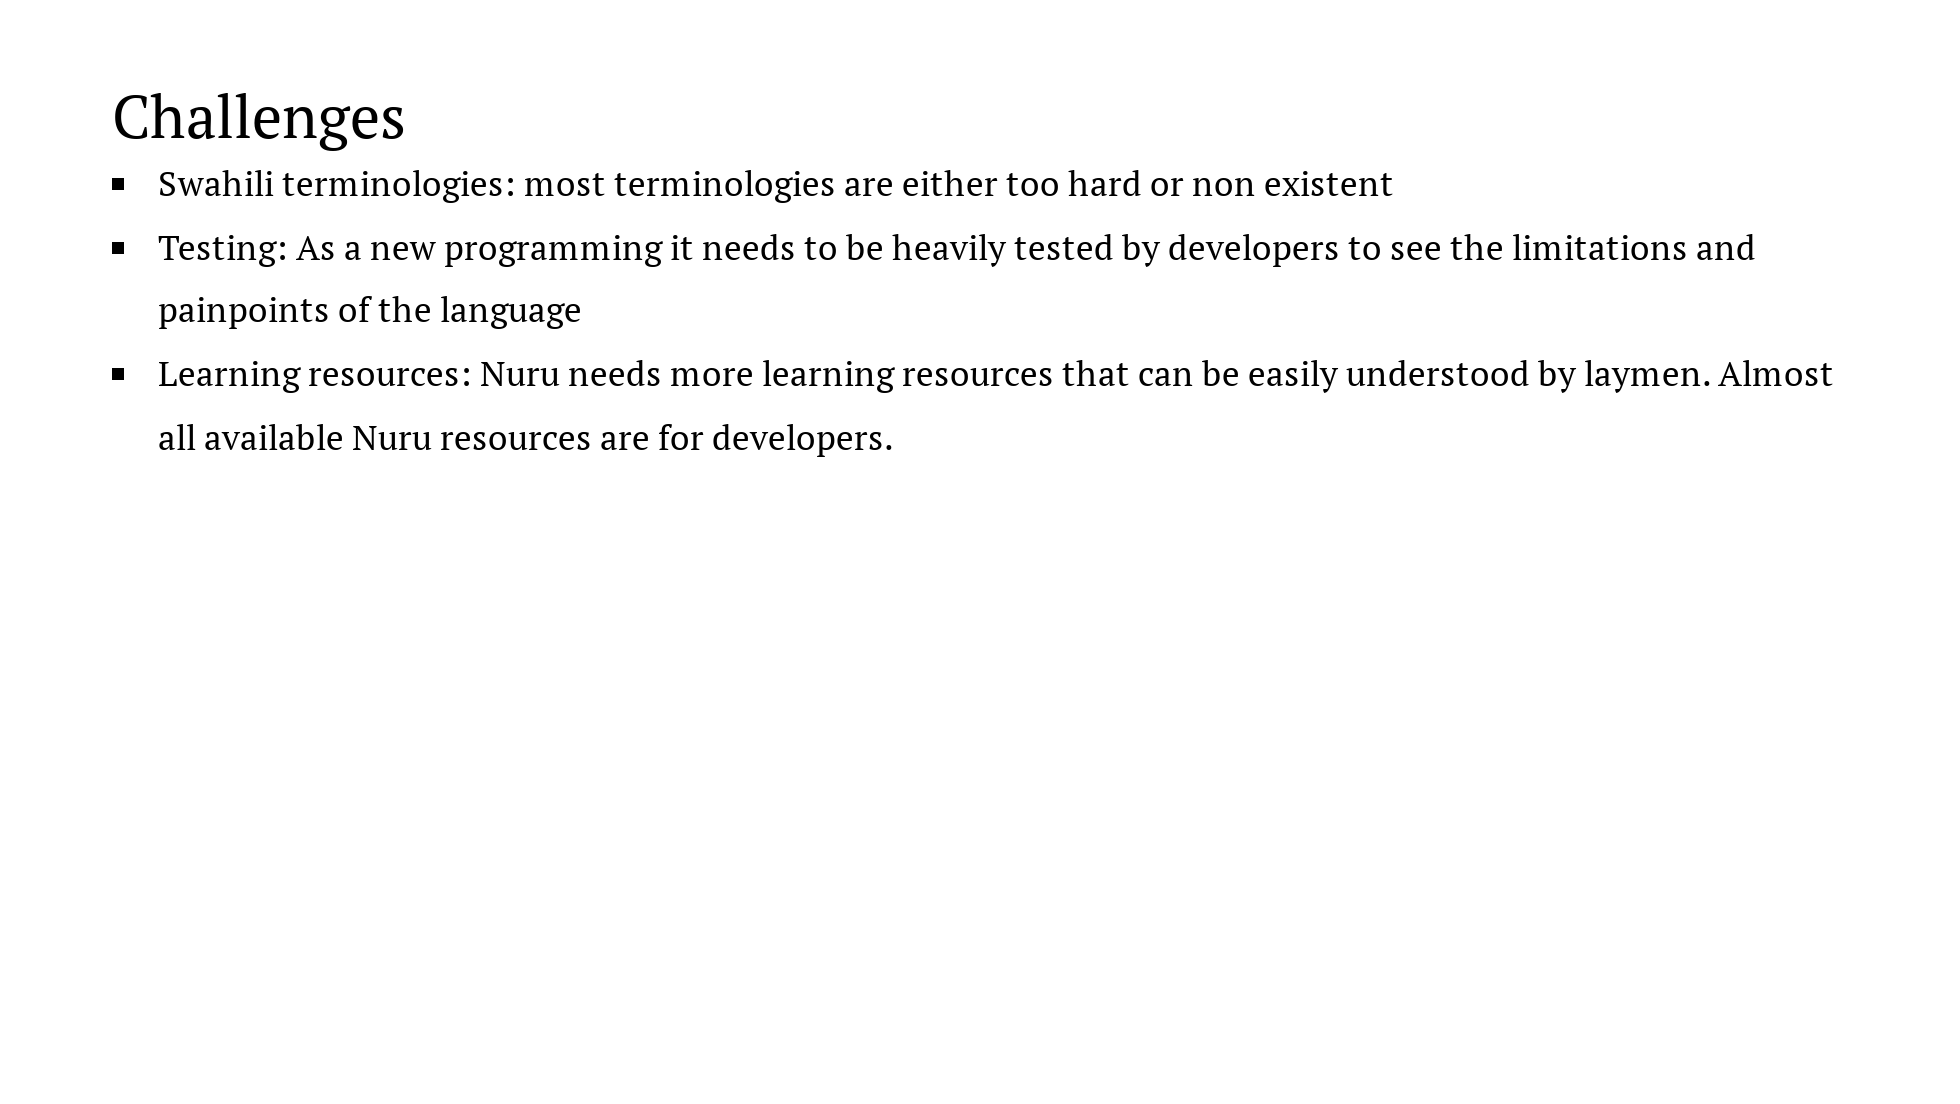 Challenges
Swahili terminologies: most terminologies are either too hard or non existent
Testing: As a new programming it needs to be heavily tested by developers to see the limitations and
painpoints of the language
Learning resources: Nuru needs more learning resources that can be easily understood by laymen. Almost
all available Nuru resources are for developers.